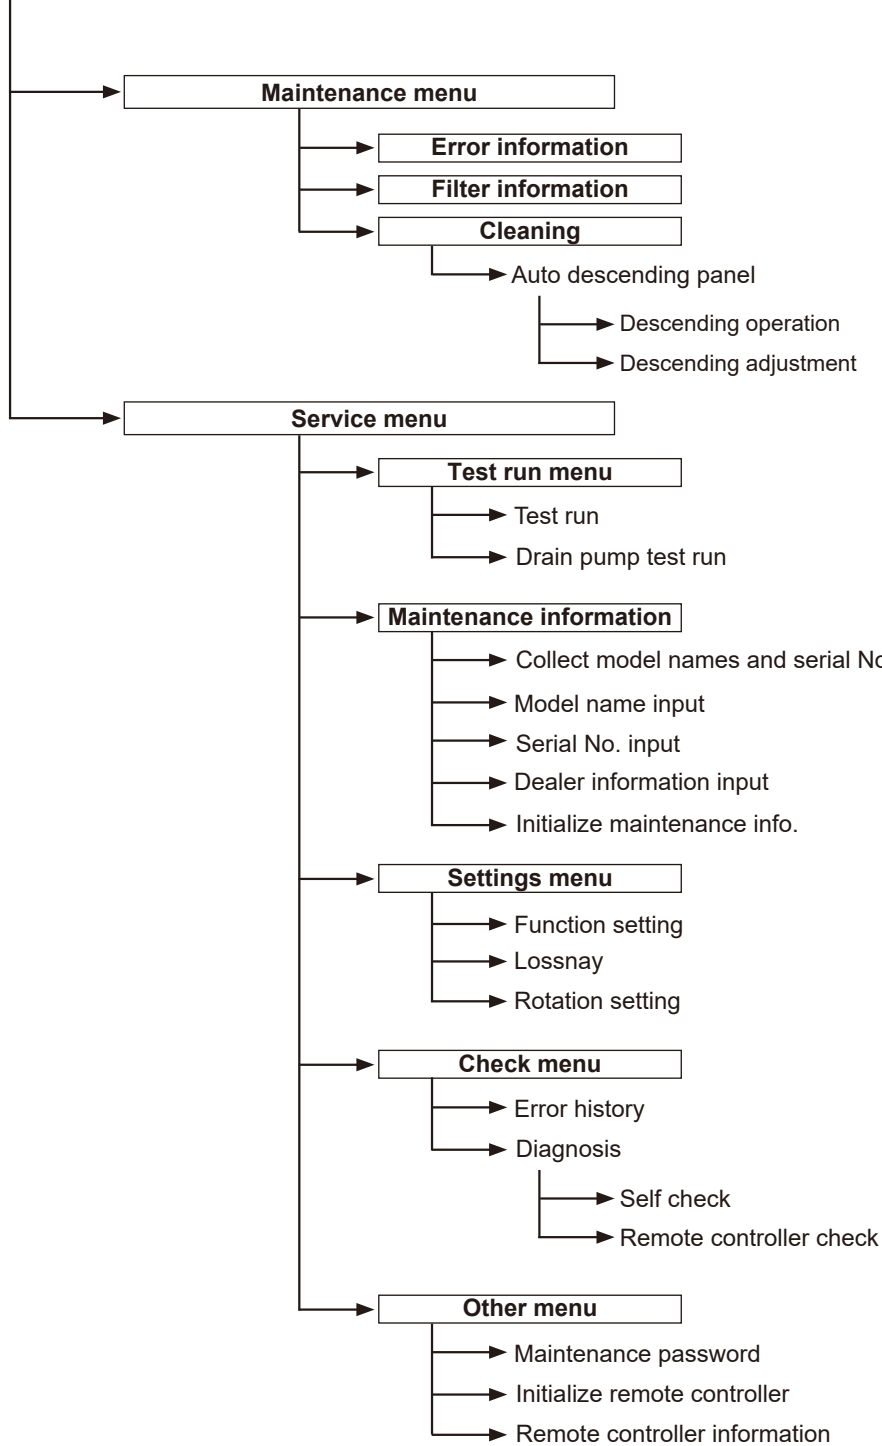 Maintenance menu
Error information
Filter information
Cleaning
Auto descending panel
Descending operation
Descending adjustment
Service menu
Test run menu
Test run
Drain pump test run
Maintenance information
Collect model names and serial No
Model name input
Serial No. input
Dealer information input
Initialize maintenance info.
Settings menu
Function setting
Lossnay
Rotation setting
Check menu
Error history
Diagnosis
Self check
Remote controller check
Other menu
Maintenance password
Initialize remote controller
Remote controller information